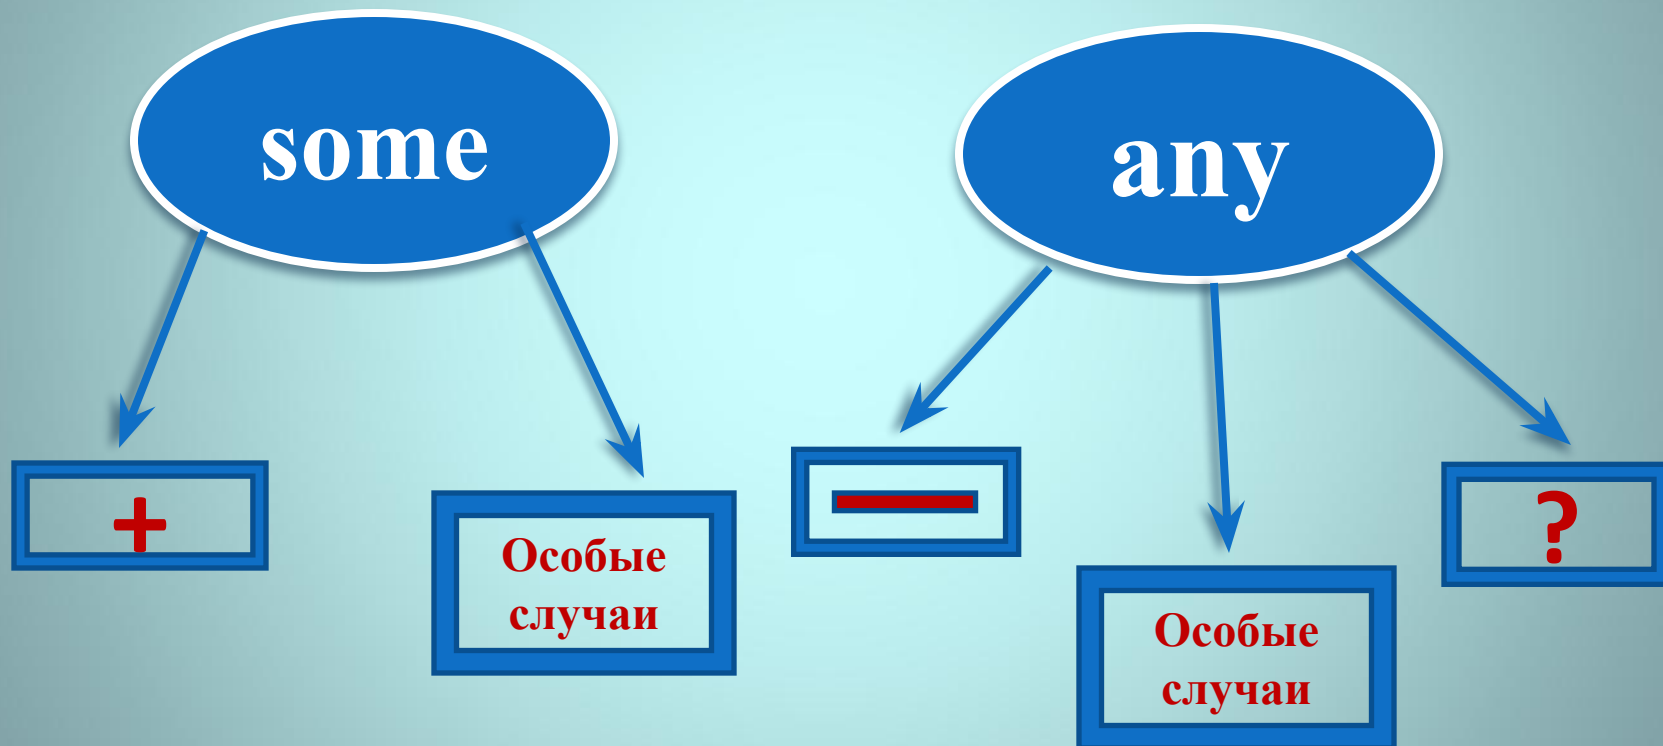 some
any
+
Особые
случаи
—
Особые
случаи
?